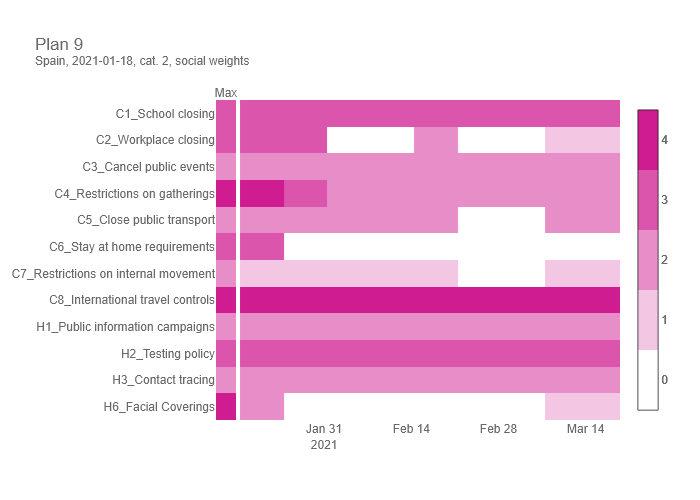 Plan 9
Spain, 2021-01-18, cat. 2, social weights
Max
C1_School closing
C2_Workplace closing
C3_Cancel public events
C4_Restrictions on gatherings
C5_Close public transport
C6_Stay at home requirements
C7_Restrictions on internal movement
C8_International travel controls
H1_Public information campaigns
H2_Testing policy
H3_Contact tracing
H6_Facial Coverings
Jan 31 Feb 14 Feb 28 Mar 14
2021
4
3
2
1
0